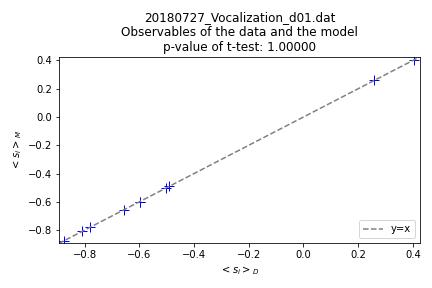 20180727_Vocalization_d01.dat
Observables of the data and the model
p-value of t-test: 1.00000
0.4
0.2
0.0
−0.2
−0.4
−0.6
−0.8
< s_i >_M
y=x
−0.8 −0.6 −0.4 −0.2 0.0 0.2 0.4
< s_i >_D